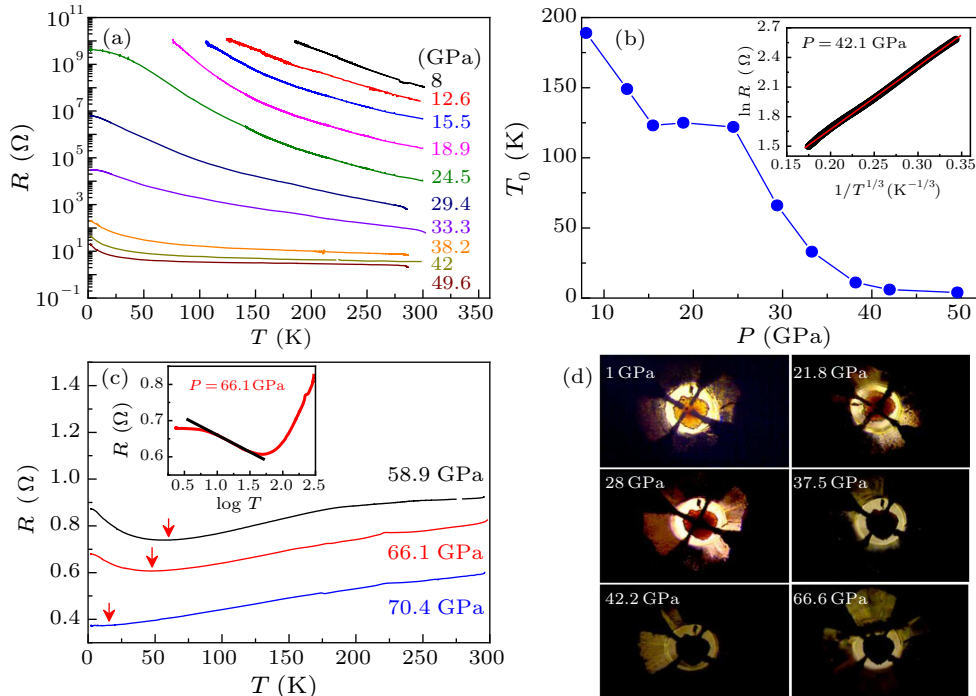 (a)
(GPa)
8
12.6
15.5
18.9
24.5
29.4
33.3
38.2
42
49.6
10^11
10^9
10^7
10^5
10^3
10^1
10^-1
R (Ω)
0 50 100 150 200 250 300 350
T (K)
(b)
200
150
100
50
0
T_0 (K)
10 20 30 40 50
P (GPa)
P = 42.1 GPa
2.7
2.4
2.1
1.8
1.5
ln R (Ω)
0.15 0.20 0.25 0.30 0.35
1/T^1/3 (K^-1/3)
(c)
1.4
1.2
1.0
0.8
0.6
0.4
R (Ω)
0 50 100 150 200 250 300
T (K)
58.9 GPa
66.1 GPa
70.4 GPa
P = 66.1 GPa
0.8
0.7
0.6
R (Ω)
0.5 1.0 1.5 2.0 2.5
log T
(d)
1 GPa
21.8 GPa
28 GPa
37.5 GPa
42.2 GPa
66.6 GPa